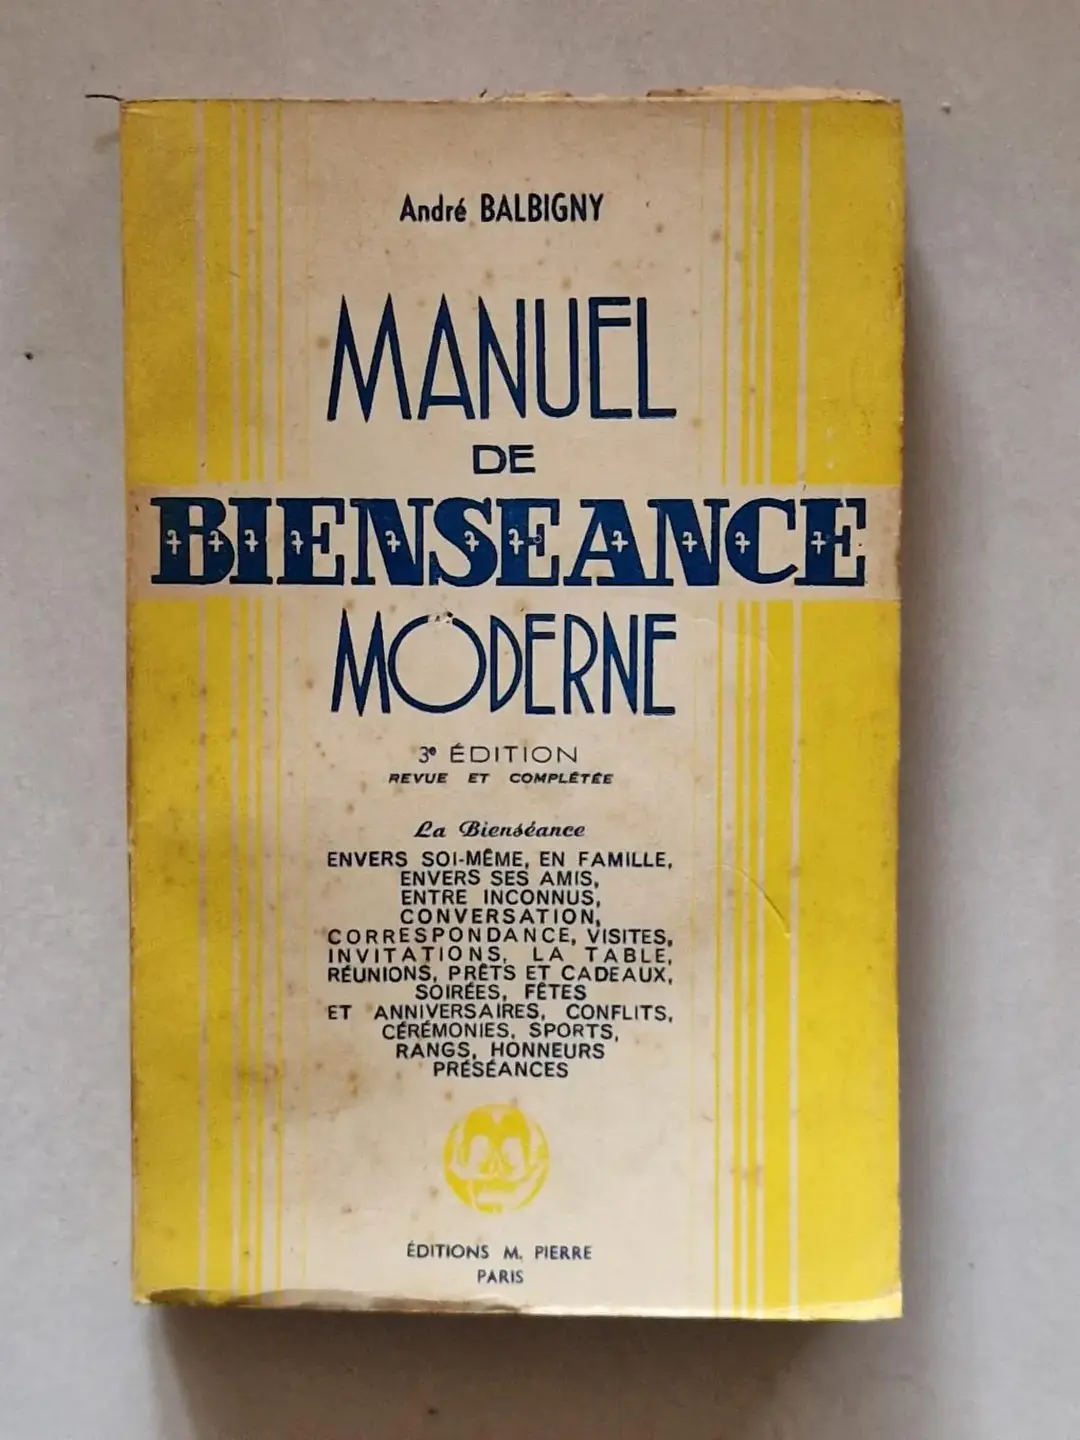 André BALBIGNY
MANUEL
DE
BIENSEANCE
MODERNE
3e ÉDITION
REVUE ET COMPLÉTÉE
La Bienséance
ENVERS SOI-MÊME, EN FAMILLE,
ENVERS SES AMIS,
ENTRE INCONNUS,
CONVERSATION,
CORRESPONDANCE, VISITES,
INVITATIONS, LA TABLE,
RÉUNIONS, PRÊTS ET CADEAUX,
SOIRÉES, FÊTES
ET ANNIVERSAIRES, CONFLITS,
CÉRÉMONIES, SPORTS,
RANGS, HONNEURS
PRÉSÉANCES
ÉDITIONS M. PIERRE
PARIS